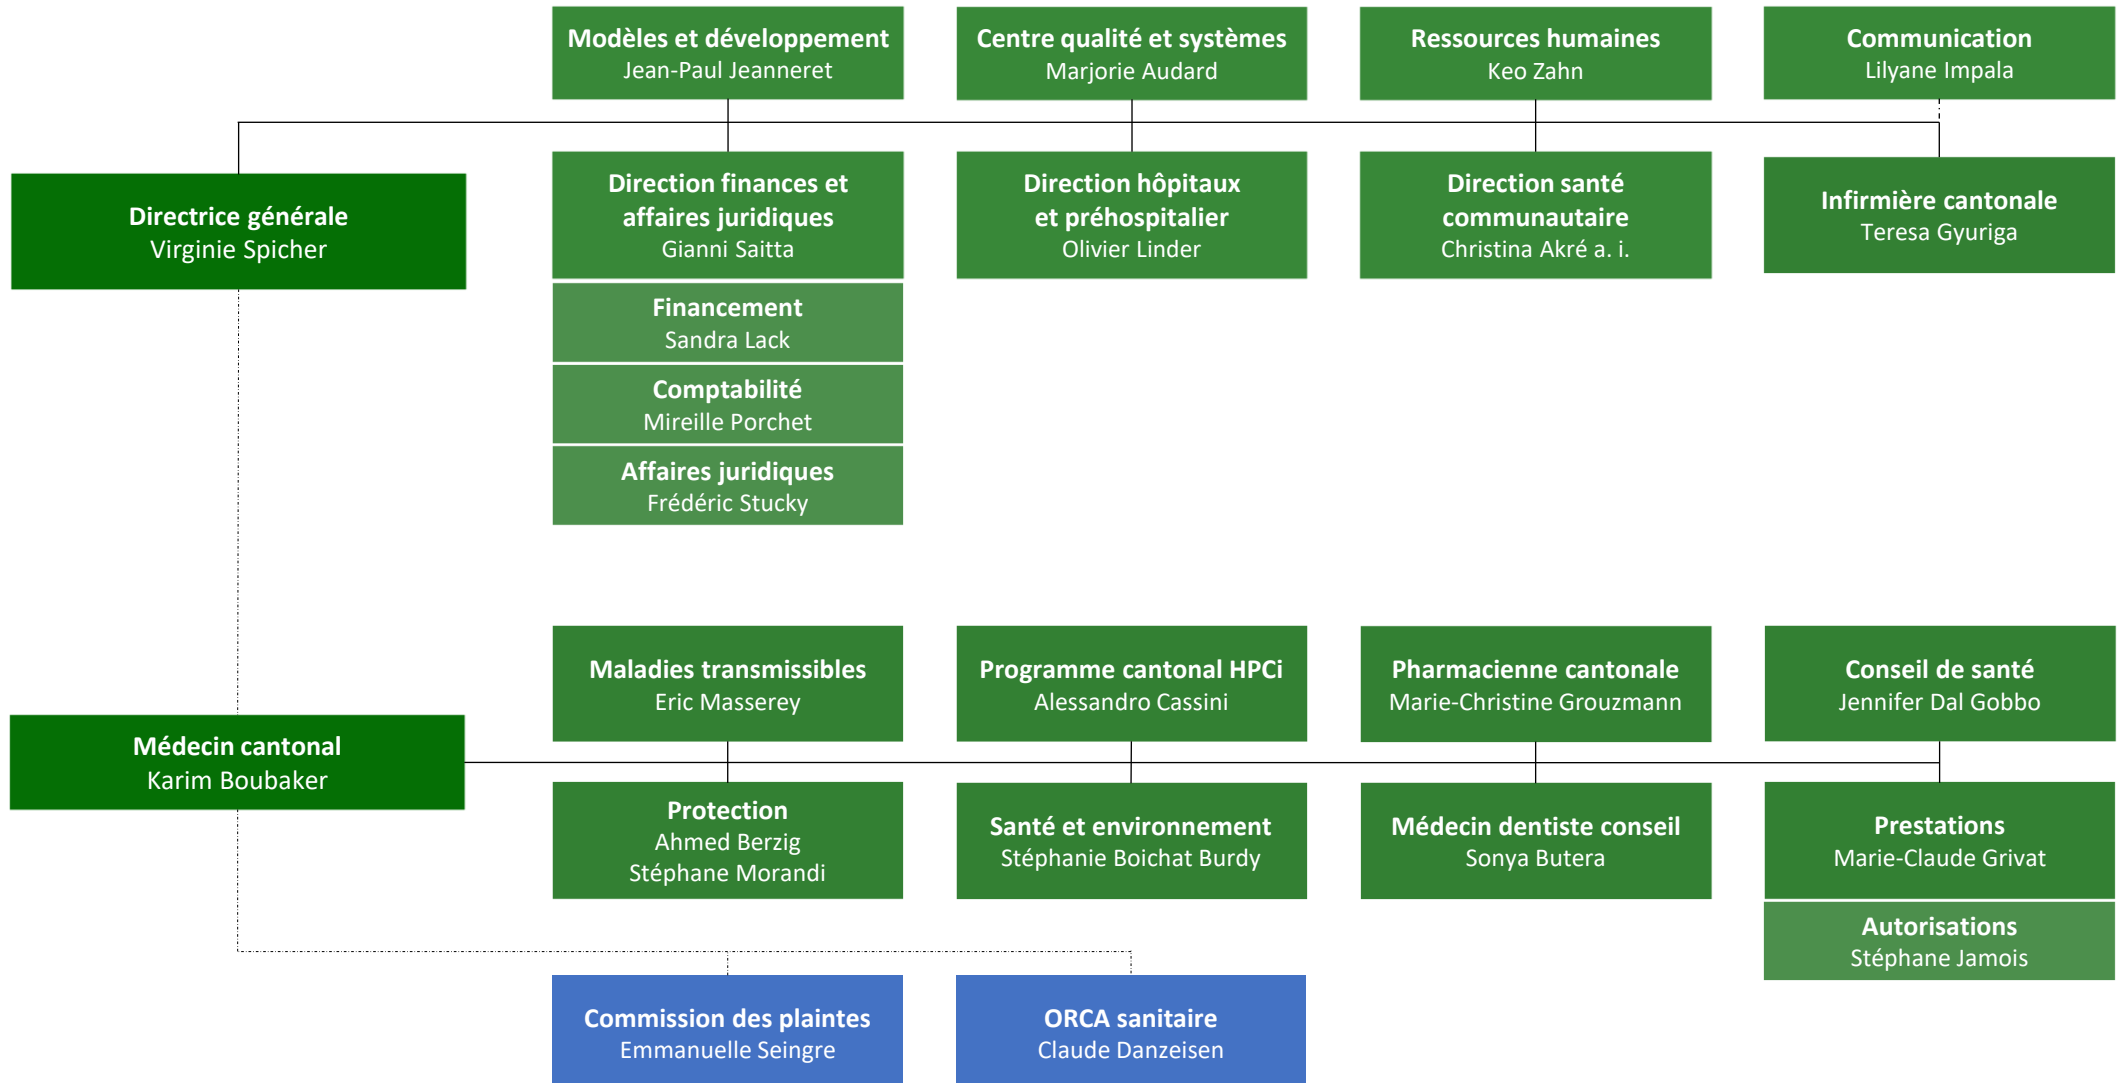 Modèles et développement
Jean-Paul Jeanneret
Centre qualité et systèmes
Marjorie Audard
Ressources humaines
Keo Zahn
Communication
Lilyane Impala
Directrice générale
Virginie Spicher
Direction finances et
affaires juridiques
Gianni Saitta
Direction hôpitaux
et préhospitalier
Olivier Linder
Direction santé
communautaire
Christina Akré a. i.
Infirmière cantonale
Teresa Gyuriga
Financement
Sandra Lack
Comptabilité
Mireille Porchet
Affaires juridiques
Frédéric Stucky
Maladies transmissibles
Eric Masserey
Programme cantonal HPCi
Alessandro Cassini
Pharmacienne cantonale
Marie-Christine Grouzmann
Conseil de santé
Jennifer Dal Gobbo
Médecin cantonal
Karim Boubaker
Protection
Ahmed Berzig
Stéphane Morandi
Santé et environnement
Stéphanie Boichat Burdy
Médecin dentiste conseil
Sonya Butera
Prestations
Marie-Claude Grivat
Autorisations
Stéphane Jamois
Commission des plaintes
Emmanuelle Seingre
ORCA sanitaire
Claude Danzeisen